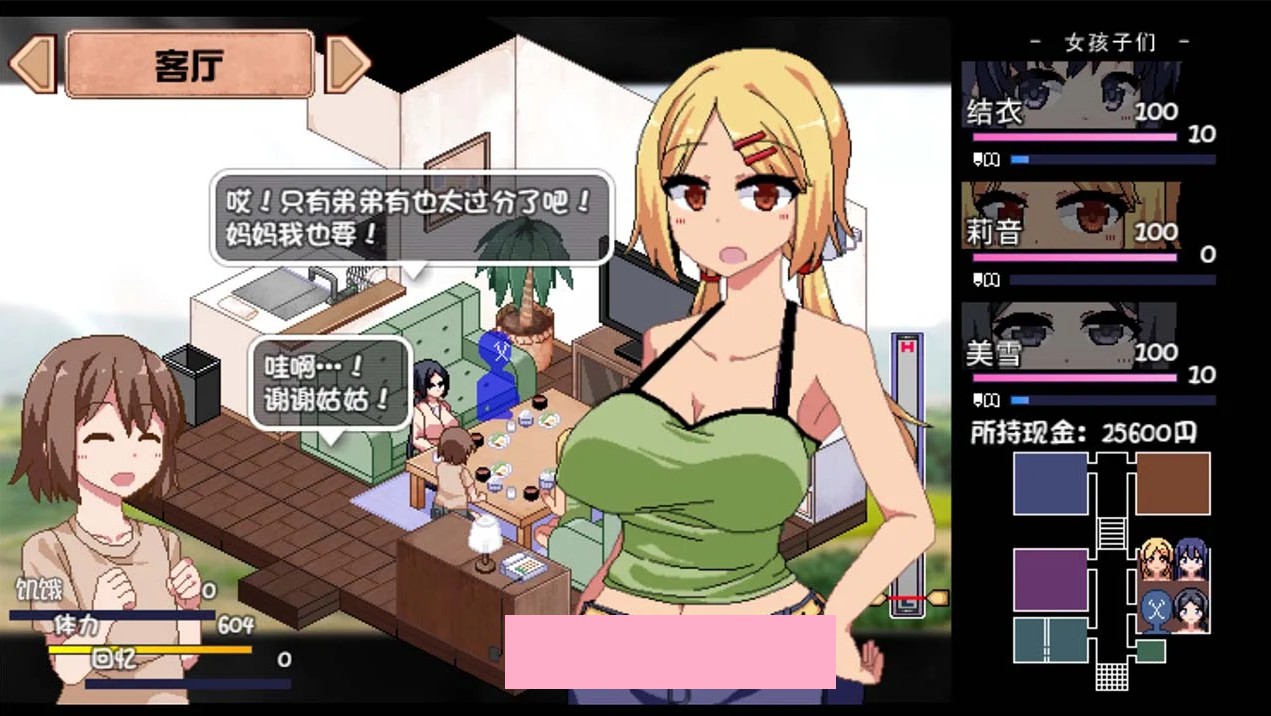 客厅
- 女孩子们 -
结衣
100
10
莉音
100
0
美雪
100
10
所持现金：25600円
哎！只有弟弟有也太过分了吧！
妈妈我也要！
哇啊…！
谢谢姑姑！
父
H
L
父
饥饿
0
体力
604
回忆
0